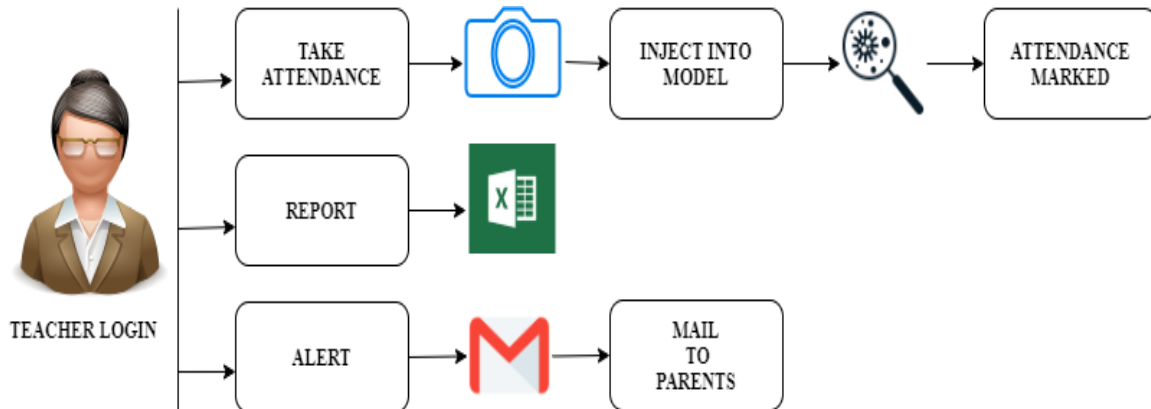 TAKE
ATTENDANCE
INJECT INTO
MODEL
ATTENDANCE
MARKED
X
REPORT
TEACHER LOGIN
ALERT
MAIL
TO
PARENTS